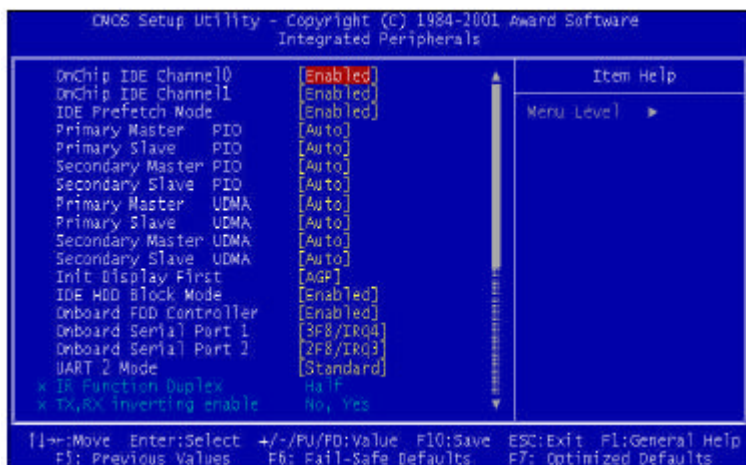 CMOS Setup Utility - Copyright (C) 1984-2001 Award Software
Integrated Peripherals
OnChip IDE Channel0 [Enabled]
OnChip IDE Channel1 [Enabled]
IDE Prefetch Mode [Enabled]
Primary Master PIO [Auto]
Primary Slave PIO [Auto]
Secondary Master PIO [Auto]
Secondary Slave PIO [Auto]
Primary Master UDMA [Auto]
Primary Slave UDMA [Auto]
Secondary Master UDMA [Auto]
Secondary Slave UDMA [Auto]
Init Display First [AGP]
IDE HDD Block Mode [Enabled]
Onboard FDD Controller [Enabled]
Onboard Serial Port 1 [3F8/IRQ4]
Onboard Serial Port 2 [2F8/IRQ3]
UART 2 Mode [Standard]
x IR Function Duplex Half
x TX,RX inverting enable No, Yes
Item Help
Menu Level ►
↑↓→←:Move Enter:Select +/-/PU/PD:Value F10:Save ESC:Exit F1:General Help
F5: Previous Values F6: Fail-Safe Defaults F7: Optimized Defaults